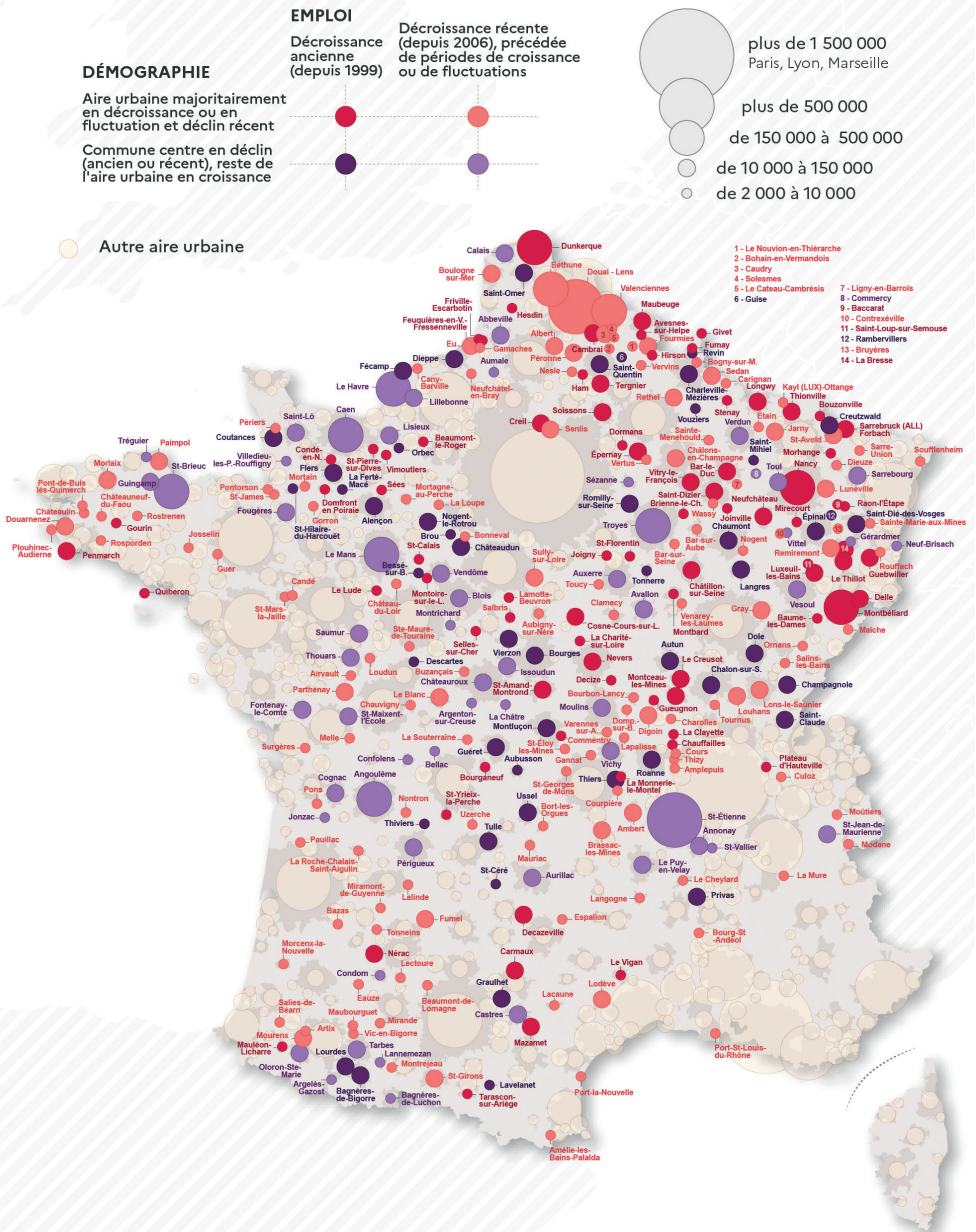 EMPLOI
Décroissance
ancienne
(depuis 1999)
Décroissance récente
(depuis 2006), précédée
de périodes de croissance
ou de fluctuations
DÉMOGRAPHIE
Aire urbaine majoritairement
en décroissance ou en
fluctuation et déclin récent
Commune centre en déclin
(ancien ou récent), reste de
l'aire urbaine en croissance
plus de 1 500 000
Paris, Lyon, Marseille
plus de 500 000
de 150 000 à 500 000
de 10 000 à 150 000
de 2 000 à 10 000
Autre aire urbaine
1 - Le Nouvion-en-Thiérarche
2 - Bohain-en-Vermandois
3 - Caudry
4 - Solesmes
5 - Le Cateau-Cambrésis
6 - Guise
7 - Ligny-en-Barrois
8 - Commercy
9 - Baccarat
10 - Contrexéville
11 - Saint-Loup-sur-Semouse
12 - Rambervillers
13 - Bruyères
14 - La Bresse
Calais
Dunkerque
Boulogne
sur-Mer
Béthune
Douai - Lens
Saint-Omer
Valenciennes
Friville-
Escarbotin
Hesdin
Maubeuge
Feuquières-en-V.-
Fressenneville
Abbeville
Albert
Avesnes-
sur-Helpe
Fourmies
Givet
Eu
Gamaches
Cambrai
Hirson
Fumay
Revin
Dieppe
Aumale
Péronne
Saint-
Quentin
Vervins
Bogny-sur-M.
Sedan
Carignan
Fécamp
Cany-
Barville
Neufchâtel-
en-Bray
Nesle
Ham
Tergnier
Rethel
Charleville-
Mézières
Longwy
Kayl (LUX)-Ottange
Thionville
Le Havre
Lillebonne
Soissons
Vouziers
Stenay
Étain
Bouzonville
Creutzwald
Saint-Lô
Caen
Creil
Senlis
Verdun
Jarny
St-Avold
Sarrebruck (ALL)
Forbach
Périers
Coutances
Lisieux
Orbec
Beaumont-
le-Roger
Dormans
Sainte-
Menehould
Saint-
Mihiel
Morhange
Sarre-
Union
Soufflenheim
Tréguier
Paimpol
Villedieu-
les-P.-Rouffigny
Condé-
en-N.
St-Pierre-
sur-Dives
Vimoutiers
Épernay
Vertus
Châlons-
en-Champagne
Bar-le-
Duc
Toul
Nancy
Dieuze
Sarrebourg
Morlaix
St-Brieuc
Flers
La Ferté-
Macé
Sées
Sézanne
Vitry-le-
François
Lunéville
Pont-de-Buis
lès-Quimerch
Guingamp
Pontorson
St-James
Mortain
Domfront
en Poiraie
Mortagne-
au-Perche
Romilly-
sur-Seine
Saint-Dizier
Brienne-le-Ch.
Neufchâteau
Mirecourt
Raon-l'Étape
Châteauneuf-
du-Faou
Châteaulin
Douarnenez
Rostrenen
Gourin
Fougères
Gorron
Alençon
La Loupe
Nogent-
le-Rotrou
Wassy
Joinville
Épinal
Saint-Dié-des-Vosges
Sainte-Marie-aux-Mines
Plouhinec-
Audierne
Penmarch
Rosporden
Josselin
St-Hilaire-
du-Harcouët
Brou
Bonneval
Troyes
Chaumont
Vittel
Gérardmer
Neuf-Brisach
Guer
Le Mans
St-Calais
Châteaudun
Sully-
sur-Loire
Joigny
St-Florentin
Bar-sur-
Seine
Bar-sur-
Aube
Nogent
Remiremont
Rouffach
Guebwiller
Quiberon
Candé
Bessé-
sur-B.
Vendôme
Auxerre
Tonnerre
Langres
Luxeuil-
les-Bains
Le Thillot
St-Mars-
la-Jaille
Le Lude
Château-
du-Loir
Montoire-
sur-le-L.
Blois
Lamotte-
Beuvron
Toucy
Avallon
Châtillon-
sur-Seine
Vesoul
Delle
Montbéliard
Montrichard
Salbris
Aubigny-
sur-Nère
Clamecy
Cosne-Cours-sur-L.
Venarey-
les-Laumes
Montbard
Gray
Baume-
les-Dames
Maîche
Saumur
Ste-Maure-
de-Touraine
Selles-
sur-Cher
Vierzon
Bourges
La Charité-
sur-Loire
Autun
Dole
Ornans
Thouars
Loudun
Descartes
Issoudun
Nevers
Le Creusot
Chalon-sur-S.
Salins-
les-Bains
Airvault
Buzançais
Châteauroux
St-Amand-
Montrond
Decize
Montceau-
les-Mines
Champagnole
Parthenay
Chauvigny
Le Blanc
Argenton-
sur-Creuse
La Châtre
Moulins
Bourbon-Lancy
Gueugnon
Louhans
Lons-le-Saunier
Fontenay-
le-Comte
St-Maixent-
l'École
Montluçon
Varennes
sur-A.
Domp.-
sur-B.
Digoin
Charolles
Tournus
Saint-
Claude
Melle
La Souterraine
St-Éloy
les-Mines
Commentry
Lapalisse
La Clayette
Chauffailles
Surgères
Confolens
Bellac
Guéret
Aubusson
Gannat
Vichy
Roanne
Cours
Thizy
Amplepuis
Plateau
d'Hauteville
Culoz
Cognac
Angoulême
Bourganeuf
St-Georges
de-Mons
Thiers
La Monnerie-
le-Montel
Pons
Nontron
St-Yrieix-
la-Perche
Ussel
Bort-les-
Orgues
Courpière
Moûtiers
Jonzac
Thiviers
Uzerche
Tulle
Ambert
St-Étienne
Annonay
St-Jean-de-
Maurienne
Pauillac
Périgueux
Mauriac
Brassac-
les-Mines
St-Vallier
Modane
La Roche-Chalais-
Saint-Aigulin
St-Céré
Aurillac
Le Puy-
en-Velay
Le Cheylard
La Mure
Miramont-
de-Guyenne
Lalinde
Langogne
Privas
Bazas
Tonneins
Fumel
Decazeville
Espalion
Bourg-St
-Andéol
Morcenx-la-
Nouvelle
Nérac
Carmaux
Le Vigan
Condom
Lectoure
Graulhet
Lodève
Salies-de-
Béarn
Eauze
Beaumont-de-
Lomagne
Castres
Lacaune
Mourenx
Artix
Maubourguet
Mirande
Vic-en-Bigorre
Mazamet
Port-St-Louis-
du-Rhône
Mauléon-
Licharre
Oloron-Ste-
Marie
Lourdes
Tarbes
Lannemezan
Montrejeau
St-Girons
Argelès-
Gazost
Bagnères-
de-Bigorre
Bagnères-
de-Luchon
Lavelanet
Tarascon-
sur-Ariège
Port-la-Nouvelle
Amélie-les-
Bains-Palalda